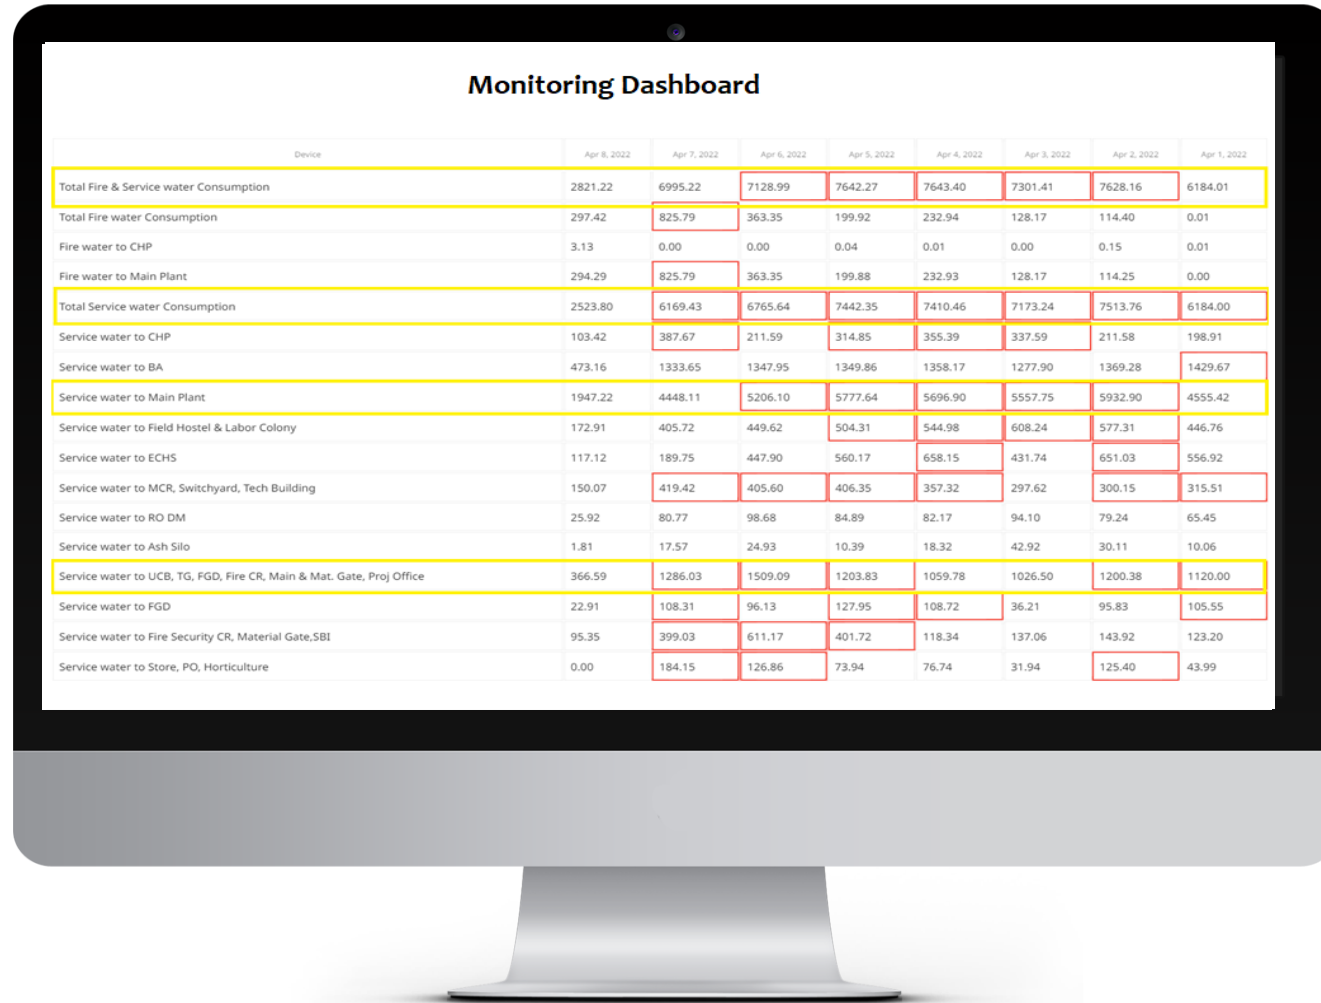 Monitoring Dashboard
Device Apr 8, 2022 Apr 7, 2022 Apr 6, 2022 Apr 5, 2022 Apr 4, 2022 Apr 3, 2022 Apr 2, 2022 Apr 1, 2022
Total Fire & Service water Consumption 2821.22 6995.22 7128.99 7642.27 7643.40 7301.41 7628.16 6184.01
Total Fire water Consumption 297.42 825.79 363.35 199.92 232.94 128.17 114.40 0.01
Fire water to CHP 3.13 0.00 0.00 0.04 0.01 0.00 0.15 0.01
Fire water to Main Plant 294.29 825.79 363.35 199.88 232.93 128.17 114.25 0.00
Total Service water Consumption 2523.80 6169.43 6765.64 7442.35 7410.46 7173.24 7513.76 6184.00
Service water to CHP 103.42 387.67 211.59 314.85 355.39 337.59 211.58 198.91
Service water to BA 473.16 1333.65 1347.95 1349.86 1358.17 1277.90 1369.28 1429.67
Service water to Main Plant 1947.22 4448.11 5206.10 5777.64 5696.90 5557.75 5932.90 4555.42
Service water to Field Hostel & Labor Colony 172.91 405.72 449.62 504.31 544.98 608.24 577.31 446.76
Service water to ECHS 117.12 189.75 447.90 560.17 658.15 431.74 651.03 556.92
Service water to MCR, Switchyard, Tech Building 150.07 419.42 405.60 406.35 357.32 297.62 300.15 315.51
Service water to RO DM 25.92 80.77 98.68 84.89 82.17 94.10 79.24 65.45
Service water to Ash Silo 1.81 17.57 24.93 10.39 18.32 42.92 30.11 10.06
Service water to UCB, TG, FGD, Fire CR, Main & Mat. Gate, Proj Office 366.59 1286.03 1509.09 1203.83 1059.78 1026.50 1200.38 1120.00
Service water to FGD 22.91 108.31 96.13 127.95 108.72 36.21 95.83 105.55
Service water to Fire Security CR, Material Gate,SBI 95.35 399.03 611.17 401.72 118.34 137.06 143.92 123.20
Service water to Store, PO, Horticulture 0.00 184.15 126.86 73.94 76.74 31.94 125.40 43.99